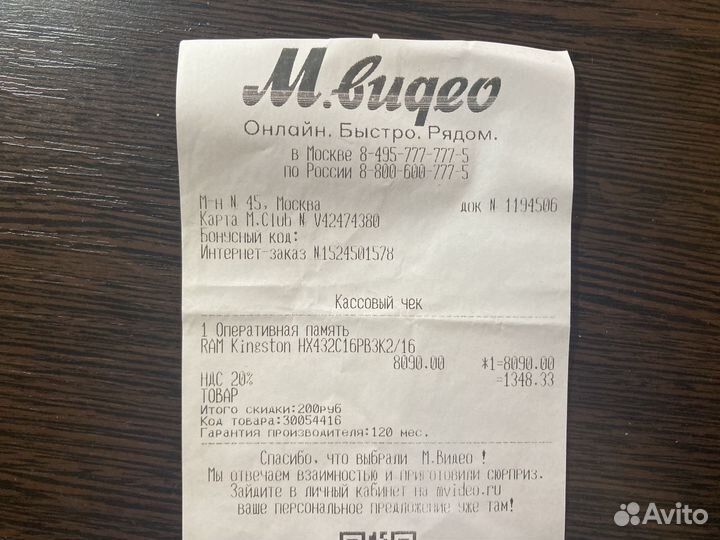 М.видео
Онлайн. Быстро. Рядом.
в Москве 8-495-777-777-5
по России 8-800-600-777-5
М-н N 45, Москва док N 1194506
Карта M.Club N V42474380
Бонусный код:
Интернет-заказ N1524501578
Кассовый чек
1 Оперативная память
RAM Kingston HX432C16PB3K2/16
8090.00 *1=8090.00
НДС 20% =1348.33
ТОВАР
Итого скидки:200руб
Код товара:30054416
Гарантия производителя:120 мес.
Спасибо, что выбрали М.Видео !
Мы отвечаем взаимностью и приготовили сюрприз.
Зайдите в личный кабинет на mvideo.ru
ваше персональное предложение уже там!
Avito